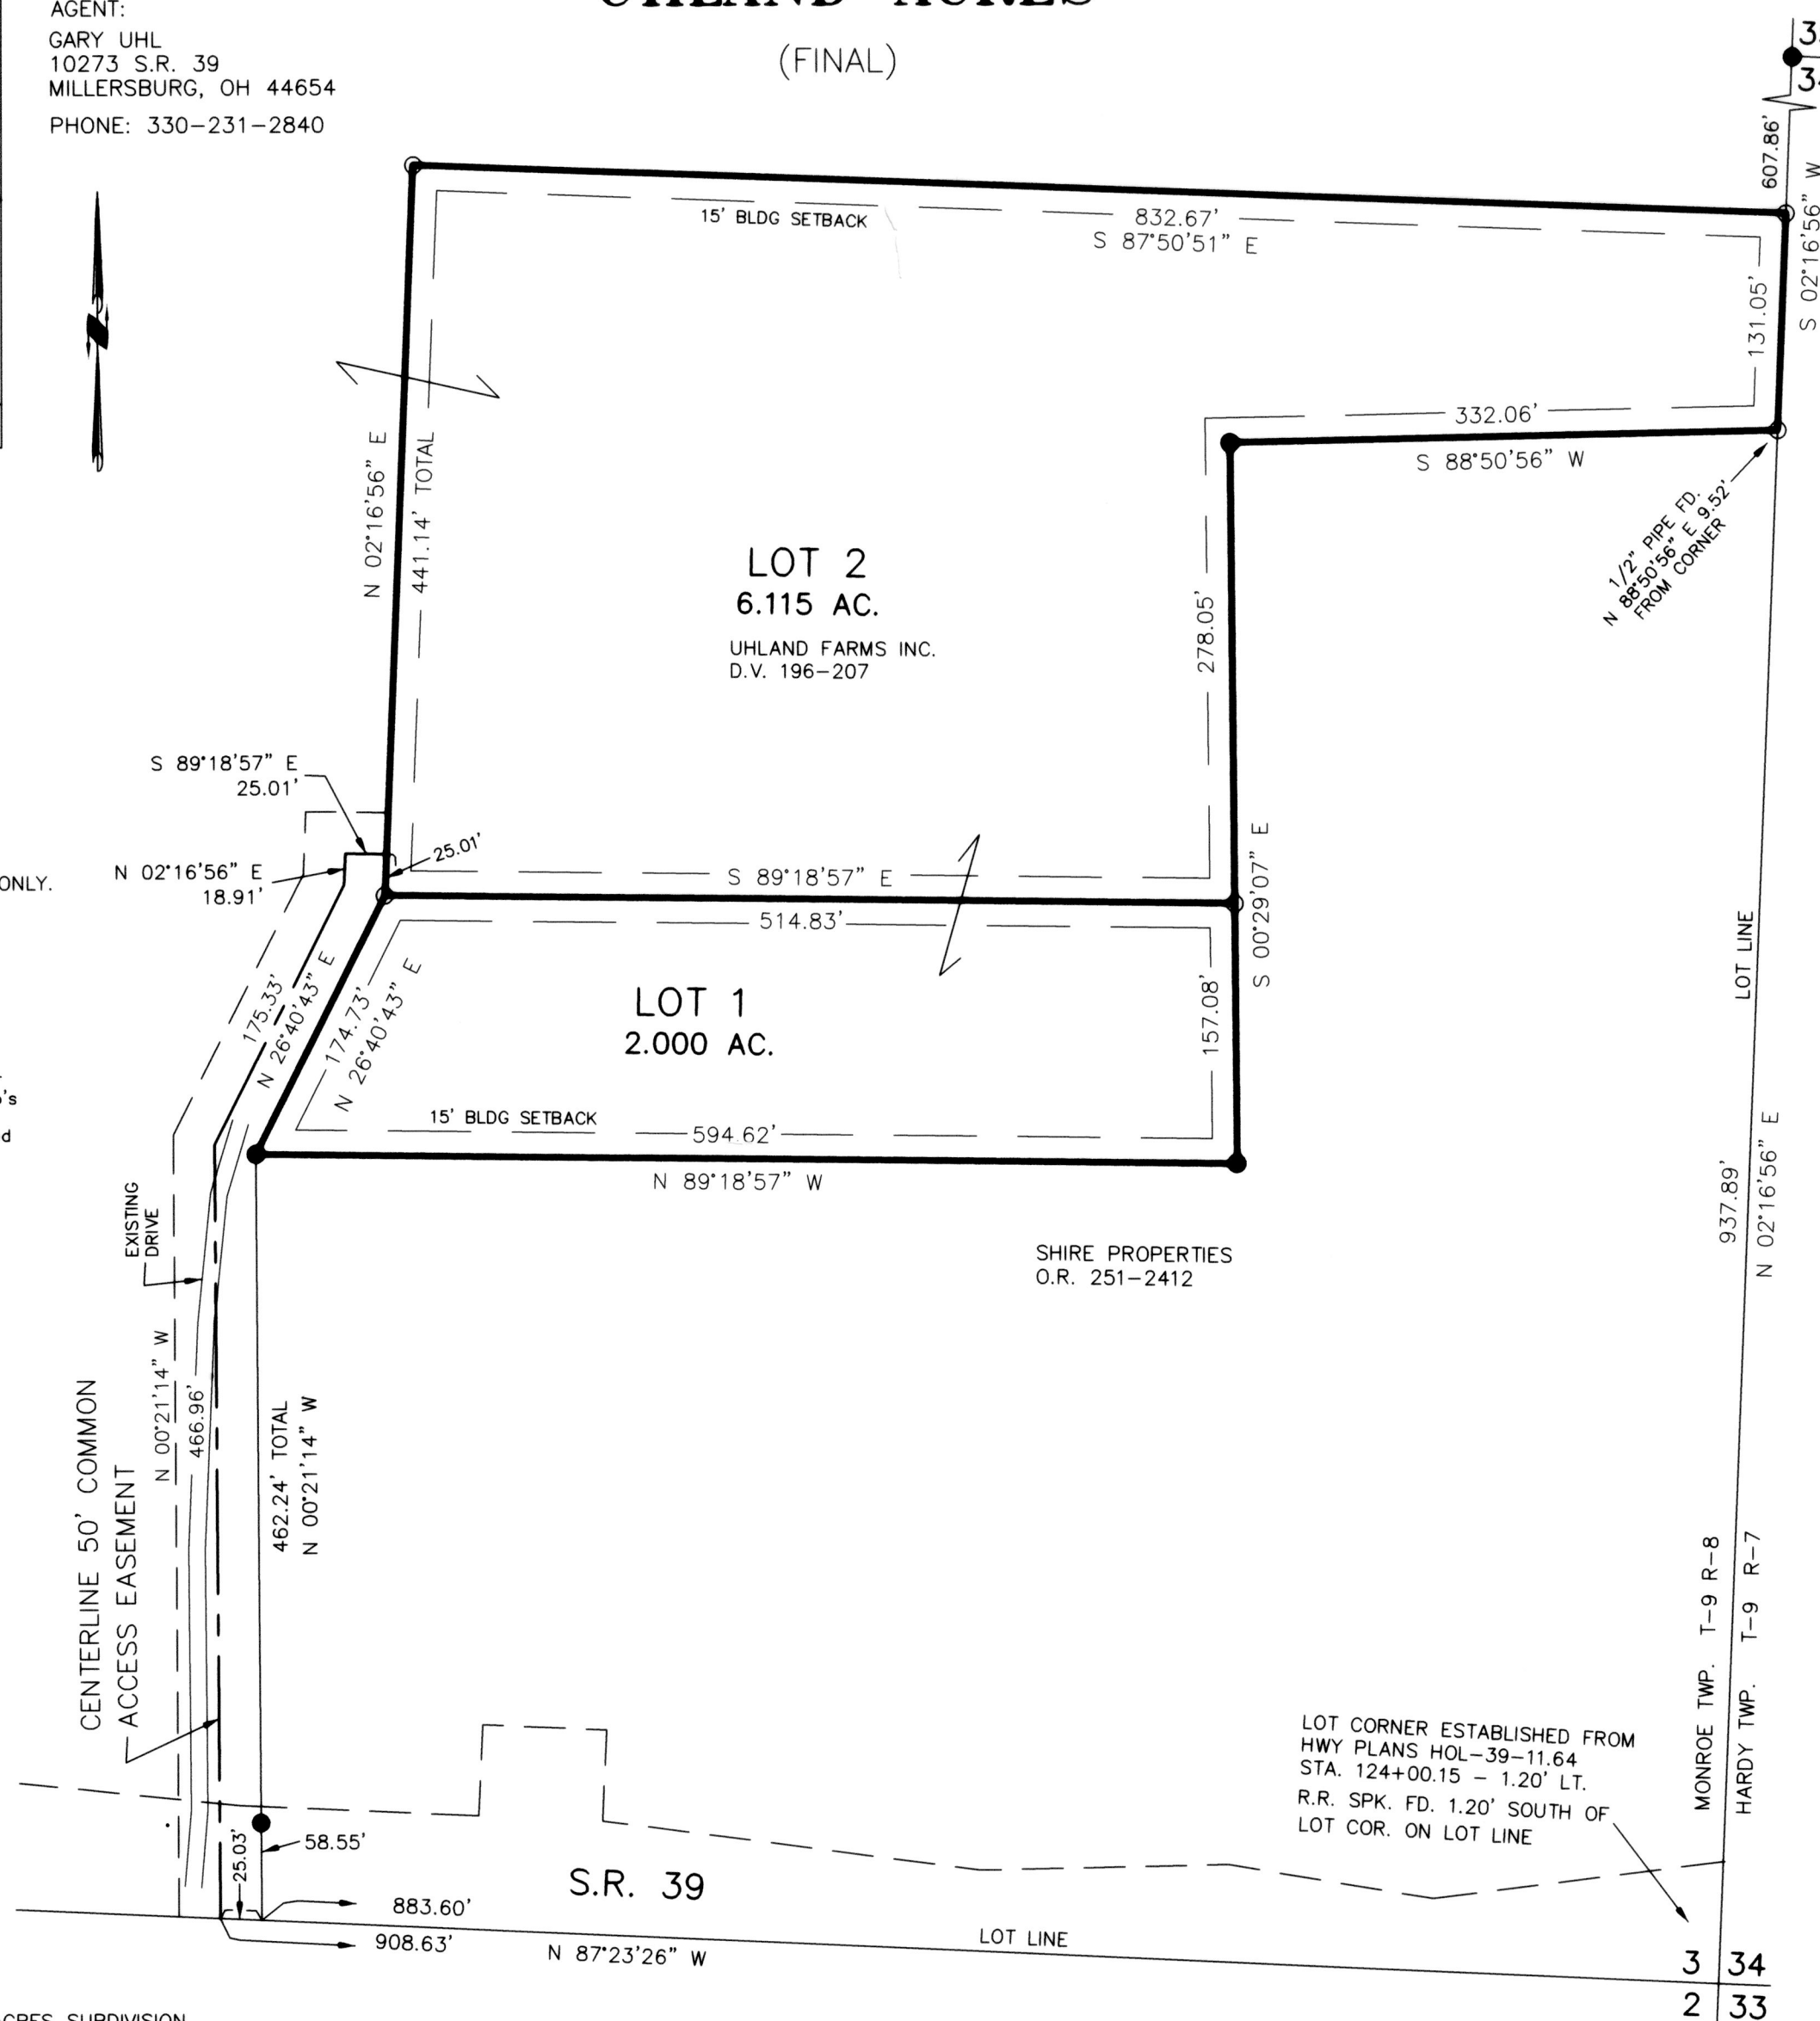 AGENT:
GARY UHL
10273 S.R. 39
MILLERSBURG, OH 44654
PHONE: 330-231-2840
UHLAND ACRES
(FINAL)
34
607.86'
S 02°16'56" W
15' BLDG SETBACK
832.67'
S 87°50'51" E
131.05'
332.06'
S 88°50'56" W
1/2" PIPE FD.
N 88°50'56" E 9.52'
FROM CORNER
N 02°16'56" E
441.14' TOTAL
LOT 2
6.115 AC.
UHLAND FARMS INC.
D.V. 196-207
278.05'
S 89°18'57" E
25.01'
25.01'
N 02°16'56" E
18.91'
ONLY.
S 89°18'57" E
514.83'
S 00°29'07" E
175.33'
N 26°40'43" E
174.73'
N 26°40'43" E
LOT 1
2.000 AC.
157.08'
15' BLDG SETBACK
594.62'
N 89°18'57" W
's
d
EXISTING
DRIVE
SHIRE PROPERTIES
O.R. 251-2412
LOT LINE
937.89'
N 02°16'56" E
N 00°21'14" W
466.96'
462.24' TOTAL
N 00°21'14" W
CENTERLINE 50' COMMON
ACCESS EASEMENT
MONROE TWP. T-9 R-8
HARDY TWP. T-9 R-7
LOT CORNER ESTABLISHED FROM
HWY PLANS HOL-39-11.64
STA. 124+00.15 - 1.20' LT.
R.R. SPK. FD. 1.20' SOUTH OF
LOT COR. ON LOT LINE
25.03'
58.55'
S.R. 39
883.60'
908.63'
N 87°23'26" W
LOT LINE
3 34
2 33
ACRES SUBDIVISION